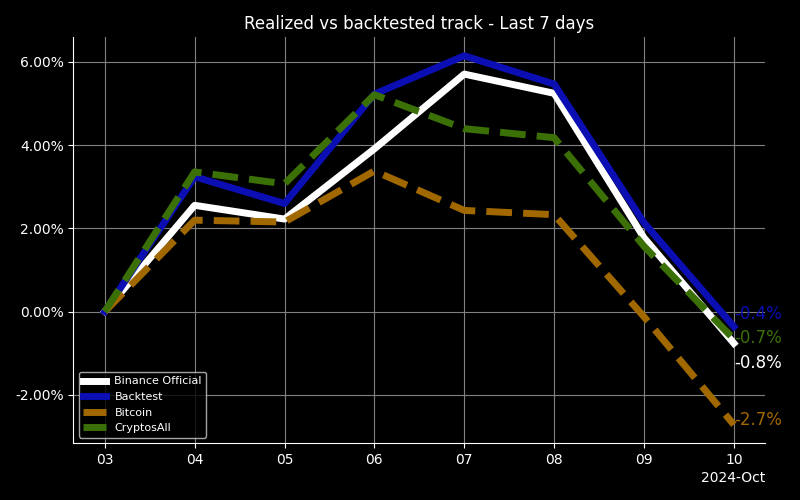 Realized vs backtested track - Last 7 days
6.00%
4.00%
2.00%
0.00%
-2.00%
-0.4%
-0.7%
-0.8%
-2.7%
Binance Official
Backtest
Bitcoin
CryptosAll
03 04 05 06 07 08 09 10
2024-Oct